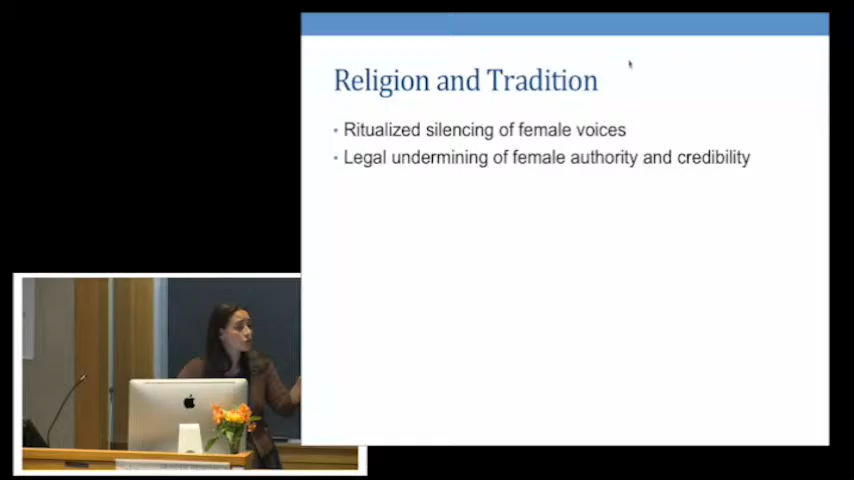 Religion and Tradition
• Ritualized silencing of female voices
• Legal undermining of female authority and credibility